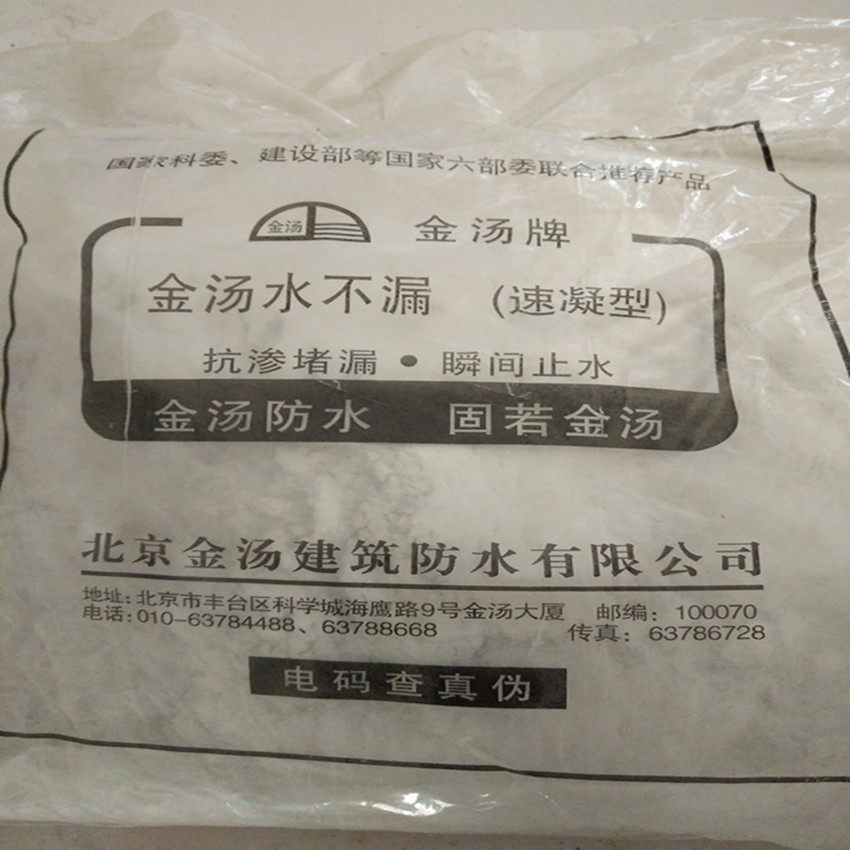 国家科委、建设部等国家六部委联合推荐产品
金汤 金汤牌
金汤水不漏 (速凝型)
抗渗堵漏·瞬间止水
金汤防水 固若金汤
北京金汤建筑防水有限公司
地址:北京市丰台区科学城海鹰路9号金汤大厦 邮编:100070
电话:010-63784488、63788668 传真:63786728
电码查真伪